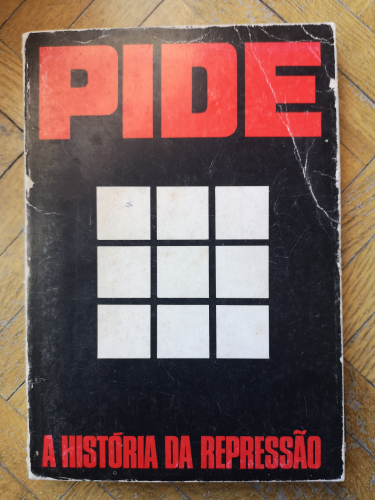 PIDE
A HISTÓRIA DA REPRESSÃO